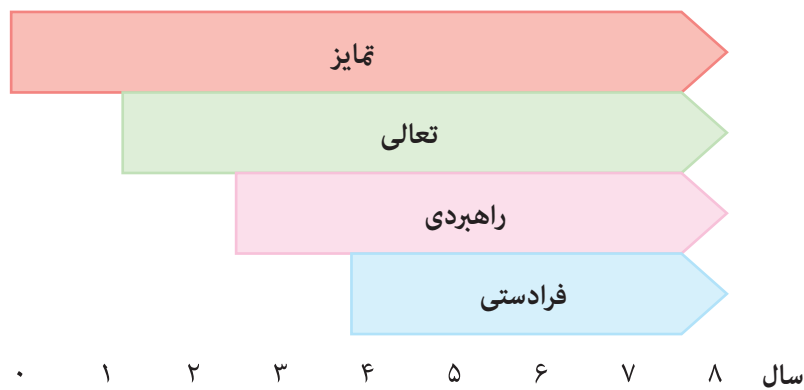 تمایز
تعالی
راهبردی
فرادستی
۰ ۱ ۲ ۳ ۴ ۵ ۶ ۷ ۸ سال